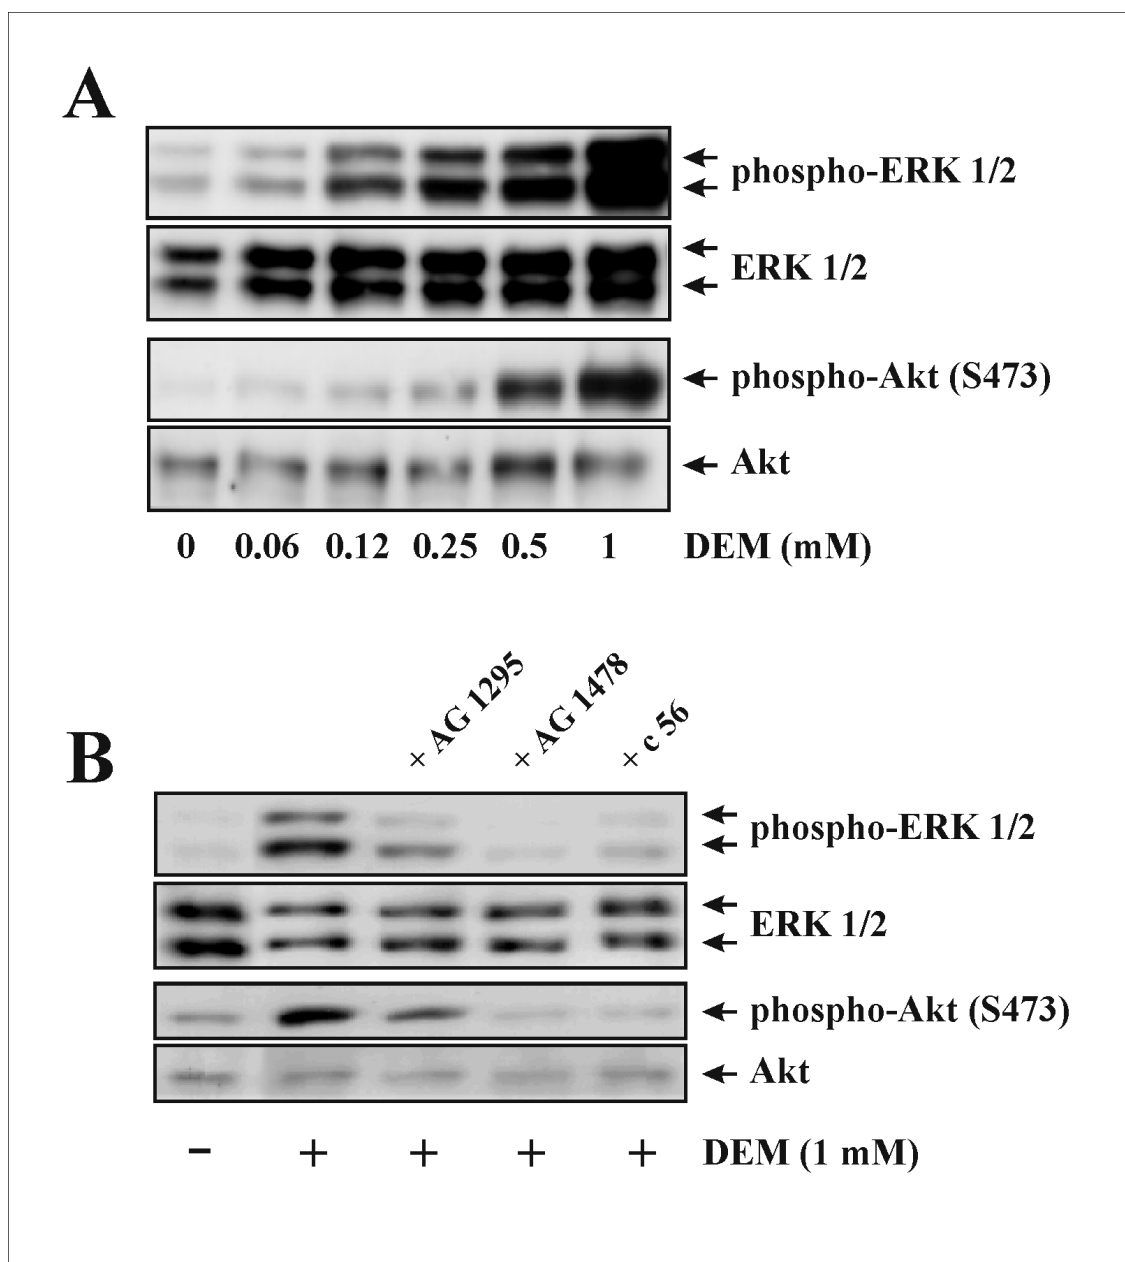 A
phospho-ERK 1/2
ERK 1/2
phospho-Akt (S473)
Akt
0 0.06 0.12 0.25 0.5 1 DEM (mM)
+ AG 1295 + AG 1478 + c 56
B
phospho-ERK 1/2
ERK 1/2
phospho-Akt (S473)
Akt
− + + + + DEM (1 mM)